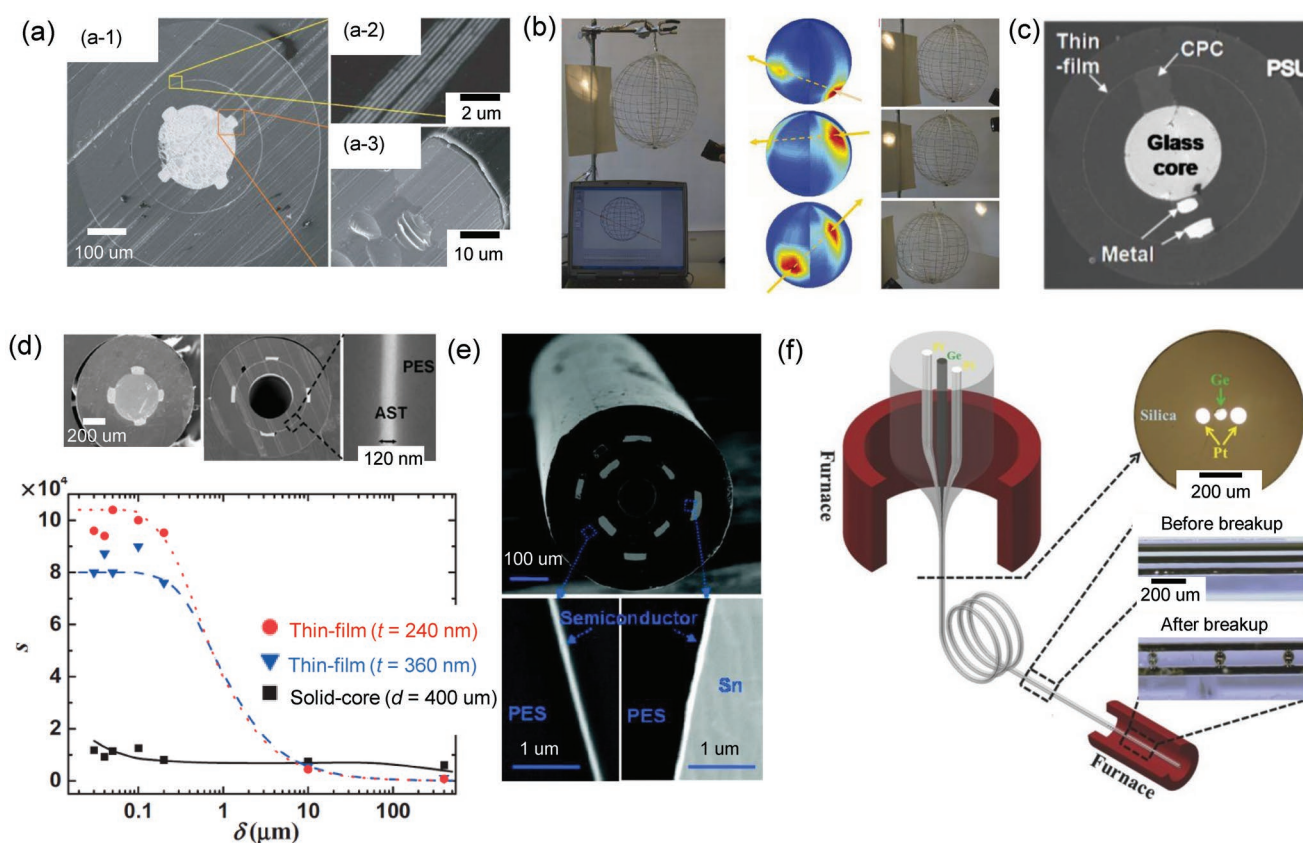 (a)
(a-1)
(a-2)
2 um
(a-3)
100 um
10 um
(b)
(c)
Thin
-film
CPC
PSU
Glass
core
Metal
(d)
200 um
PES
AST
120 nm
×10⁴
10
8
6
4
2
0
s
Thin-film (t = 240 nm)
Thin-film (t = 360 nm)
Solid-core (d = 400 um)
0.1
1
10
100
δ(μm)
(e)
100 um
Semiconductor
PES
1 um
PES
Sn
1 um
(f)
Ge
Furnace
Silica
Ge
Pt
200 um
Before breakup
200 um
After breakup
Furnace